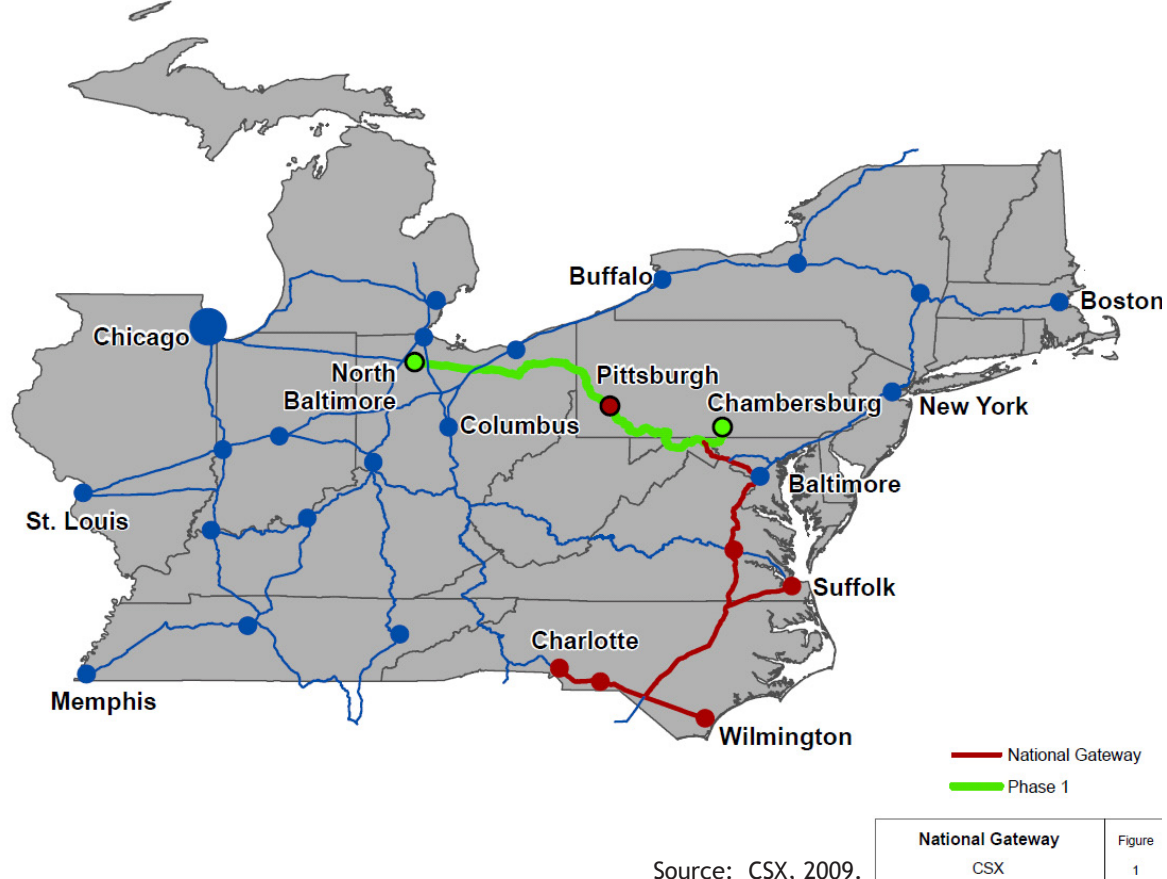 Buffalo
Boston
Chicago
North
Baltimore
Pittsburgh
Chambersburg
New York
Columbus
Baltimore
St. Louis
Suffolk
Charlotte
Memphis
Wilmington
National Gateway
Phase 1
Source: CSX, 2009.
National Gateway
CSX
Figure
1